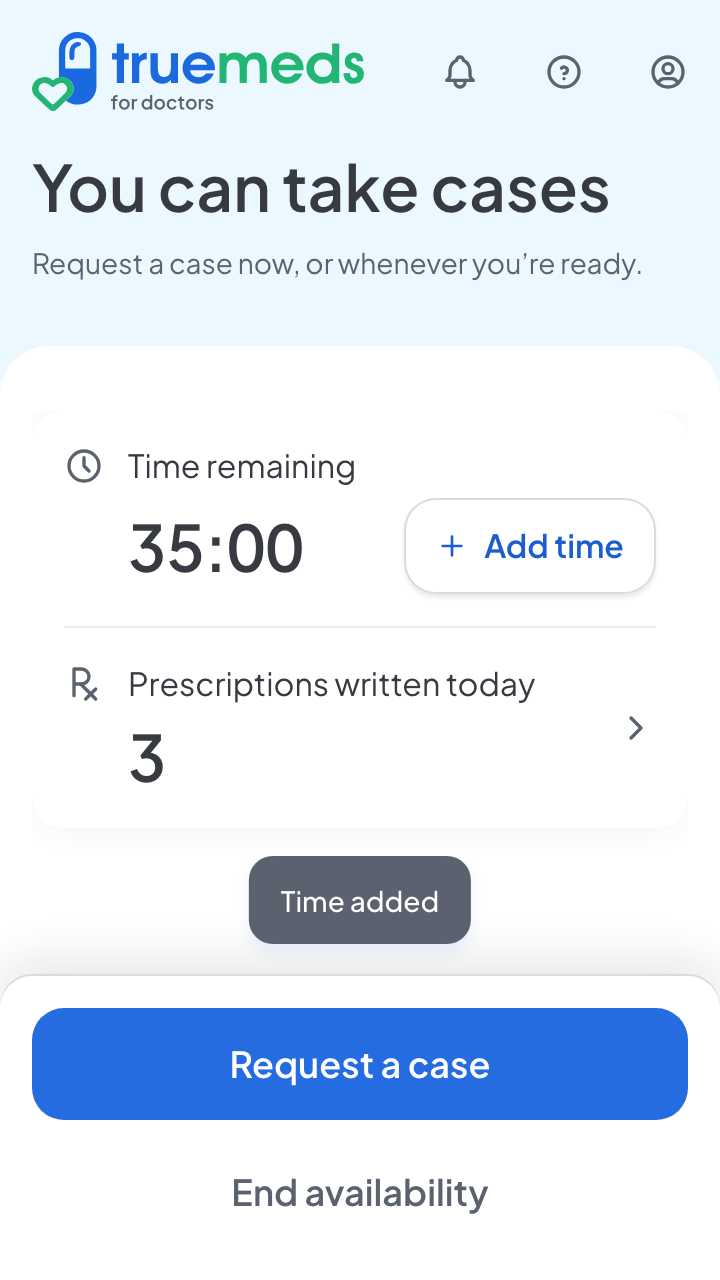 truemeds
for doctors
You can take cases
Request a case now, or whenever you’re ready.
Time remaining
35:00
+ Add time
Rx Prescriptions written today
3
Time added
Request a case
End availability